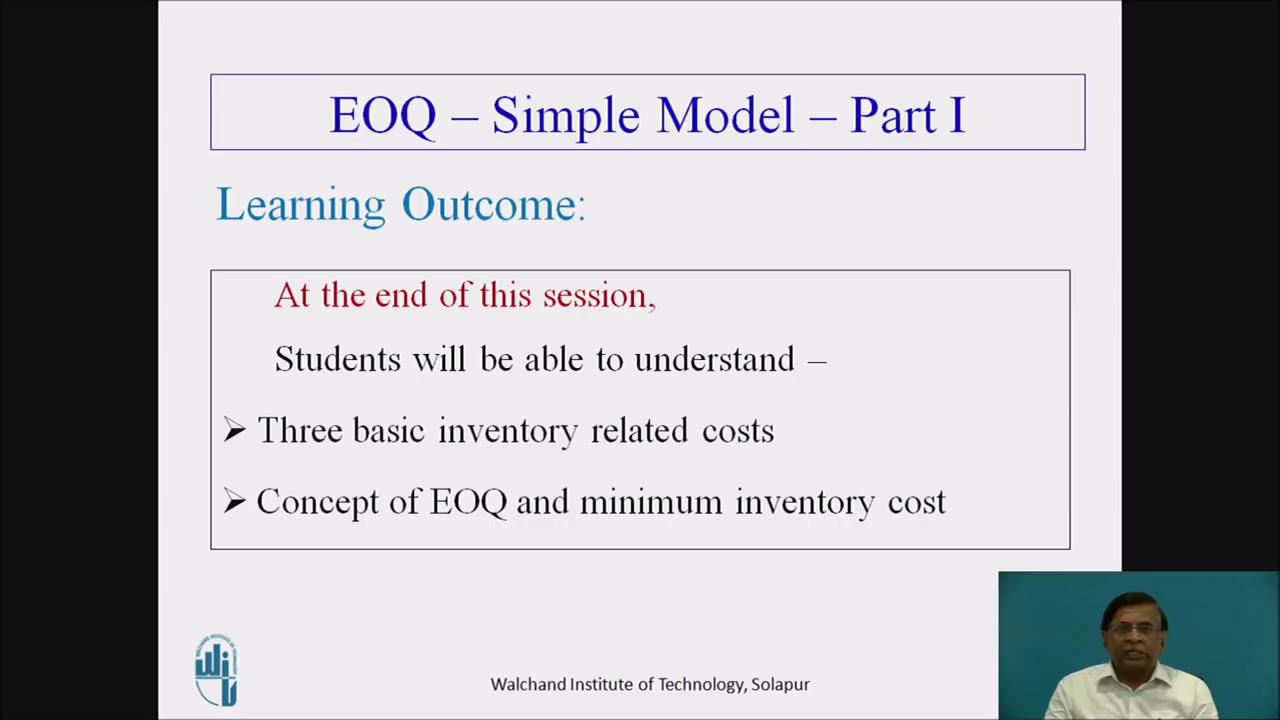 EOQ – Simple Model – Part I
Learning Outcome:
At the end of this session,
Students will be able to understand –
➢ Three basic inventory related costs
➢ Concept of EOQ and minimum inventory cost
Walchand Institute of Technology, Solapur